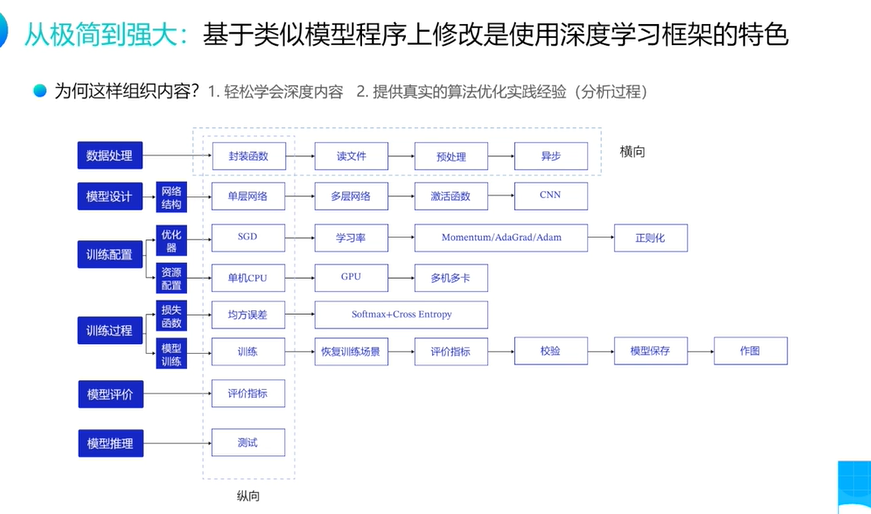 从极简到强大：基于类似模型程序上修改是使用深度学习框架的特色
为何这样组织内容？ 1. 轻松学会深度内容 2. 提供真实的算法优化实践经验（分析过程）
数据处理 封装函数 读文件 预处理 异步 横向
模型设计 网络结构 单层网络 多层网络 激活函数 CNN
训练配置
优化器 SGD 学习率 Momentum/AdaGrad/Adam 正则化
资源配置 单机CPU GPU 多机多卡
训练过程
损失函数 均方误差 Softmax+Cross Entropy
模型训练 训练 恢复训练场景 评价指标 校验 模型保存 作图
模型评价 评价指标
模型推理 测试
纵向